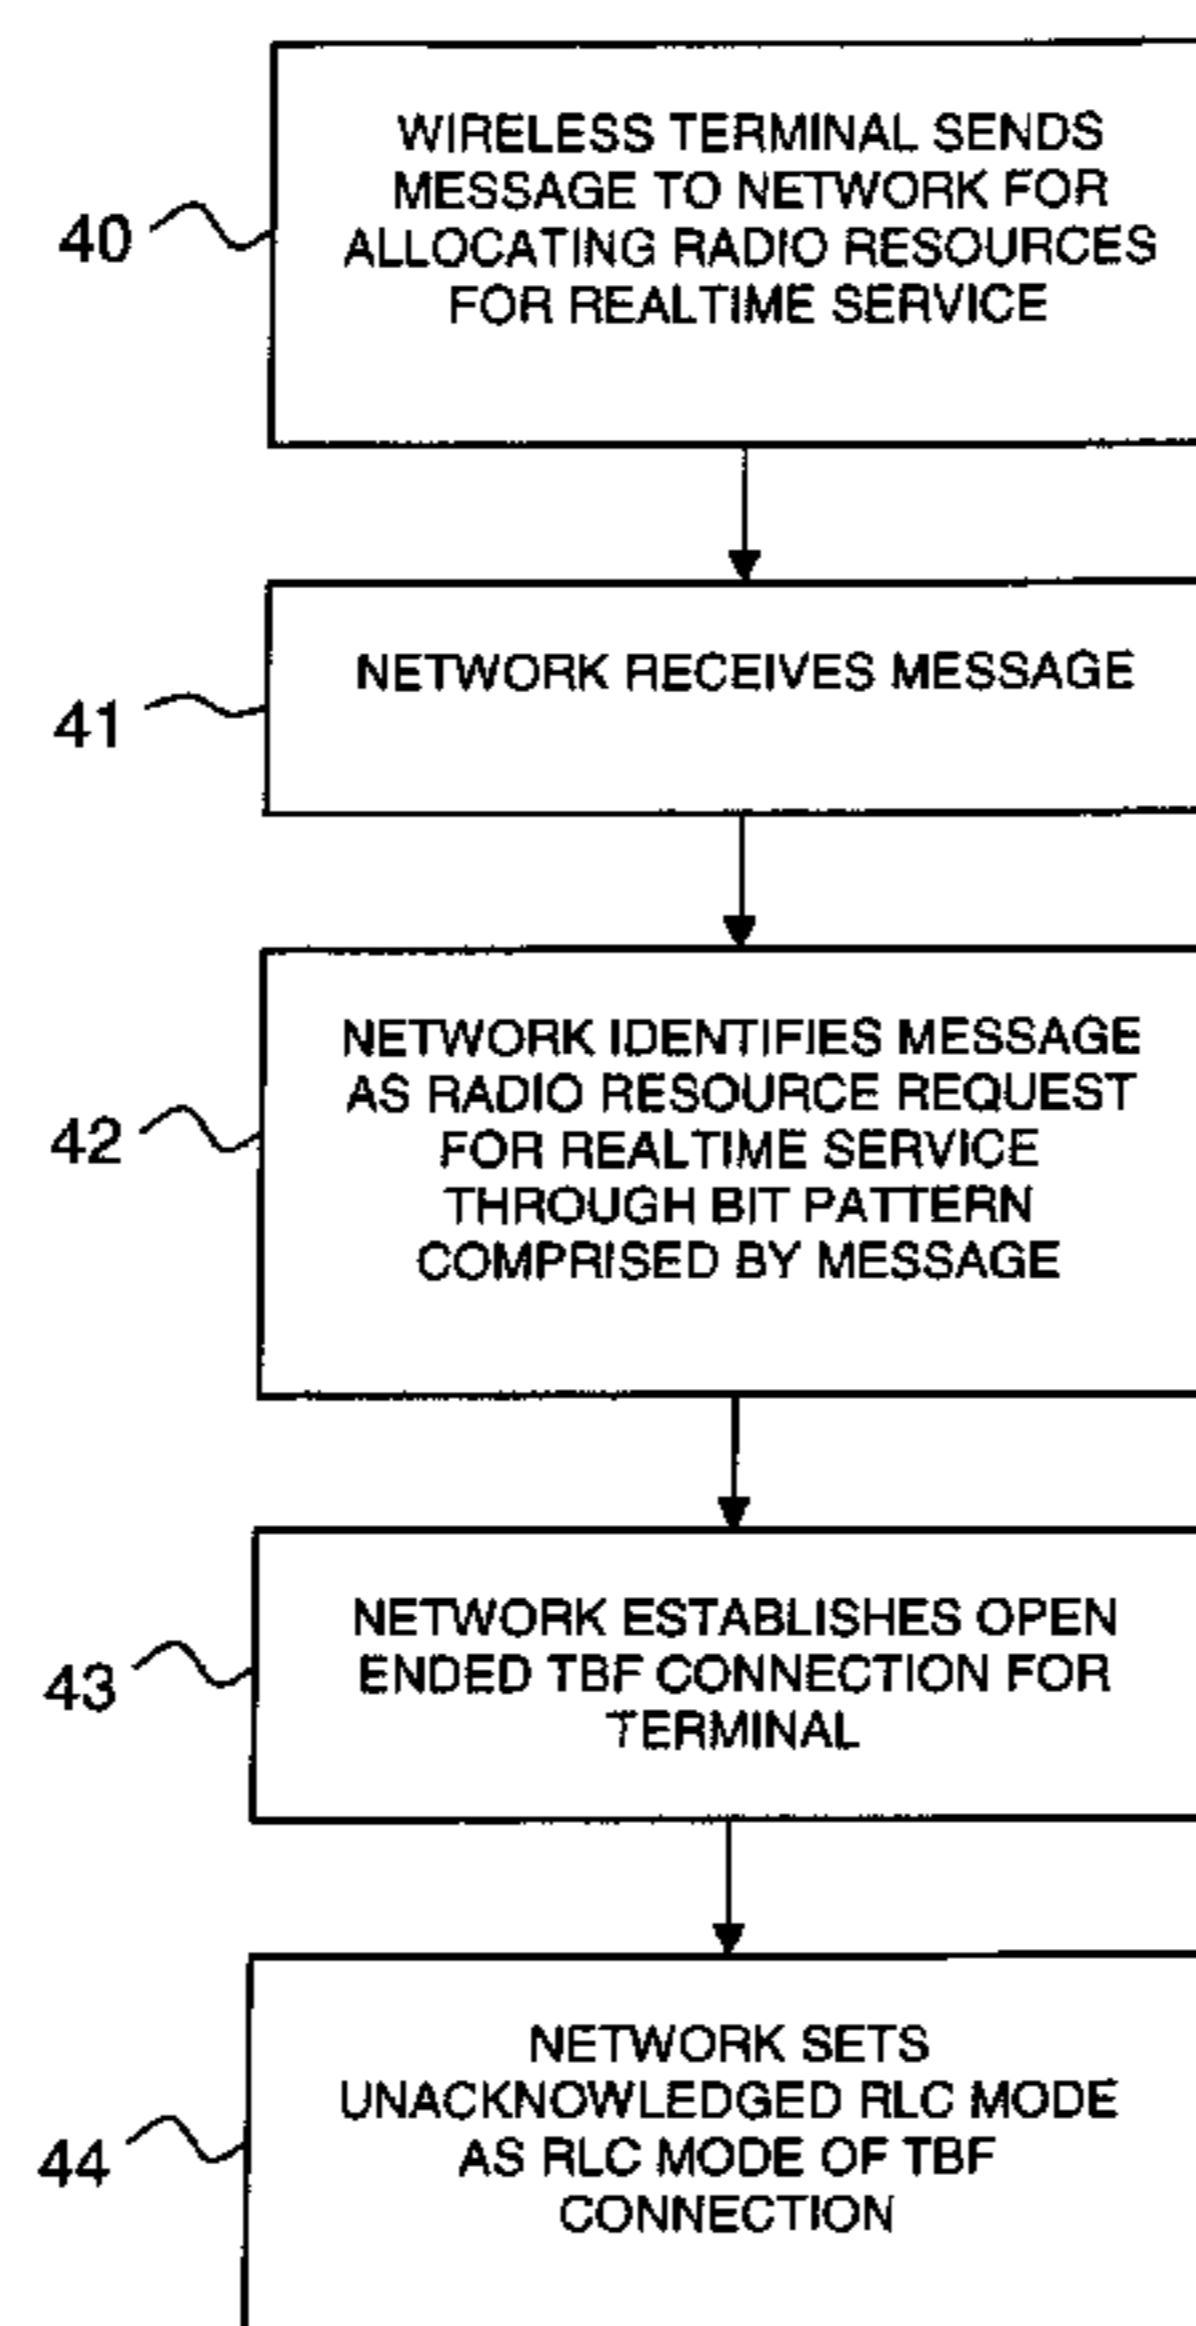 WIRELESS TERMINAL SENDS
MESSAGE TO NETWORK FOR
ALLOCATING RADIO RESOURCES
FOR REALTIME SERVICE
40
NETWORK RECEIVES MESSAGE
41
NETWORK IDENTIFIES MESSAGE
AS RADIO RESOURCE REQUEST
FOR REALTIME SERVICE
THROUGH BIT PATTERN
COMPRISED BY MESSAGE
42
NETWORK ESTABLISHES OPEN
ENDED TBF CONNECTION FOR
TERMINAL
43
NETWORK SETS
UNACKNOWLEDGED RLC MODE
AS RLC MODE OF TBF
CONNECTION
44